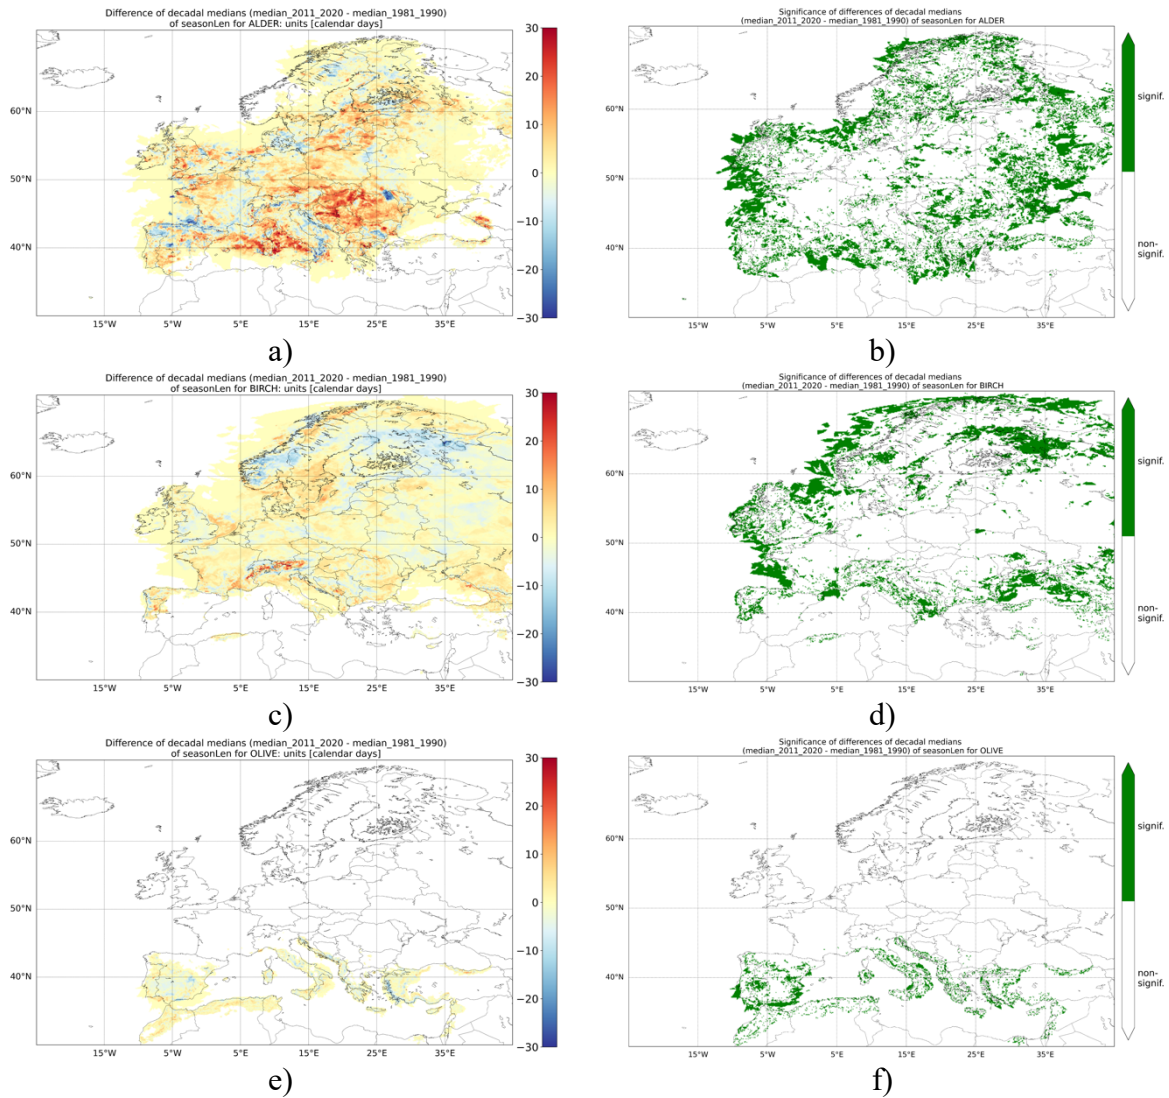 Difference of decadal medians (median_2011_2020 - median_1981_1990)
of seasonLen for ALDER: units [calendar days]
60°N
50°N
40°N
15°W 5°W 5°E 15°E 25°E 35°E
30
20
10
0
−10
−20
−30
a)
Significance of differences of decadal medians
(median_2011_2020 - median_1981_1990) of seasonLen for ALDER
60°N
50°N
40°N
15°W 5°W 5°E 15°E 25°E 35°E
signif.
non-
signif.
b)
Difference of decadal medians (median_2011_2020 - median_1981_1990)
of seasonLen for BIRCH: units [calendar days]
60°N
50°N
40°N
15°W 5°W 5°E 15°E 25°E 35°E
30
20
10
0
−10
−20
−30
c)
Significance of differences of decadal medians
(median_2011_2020 - median_1981_1990) of seasonLen for BIRCH
60°N
50°N
40°N
15°W 5°W 5°E 15°E 25°E 35°E
signif.
non-
signif.
d)
Difference of decadal medians (median_2011_2020 - median_1981_1990)
of seasonLen for OLIVE: units [calendar days]
60°N
50°N
40°N
15°W 5°W 5°E 15°E 25°E 35°E
30
20
10
0
−10
−20
−30
e)
Significance of differences of decadal medians
(median_2011_2020 - median_1981_1990) of seasonLen for OLIVE
60°N
50°N
40°N
15°W 5°W 5°E 15°E 25°E 35°E
signif.
non-
signif.
f)